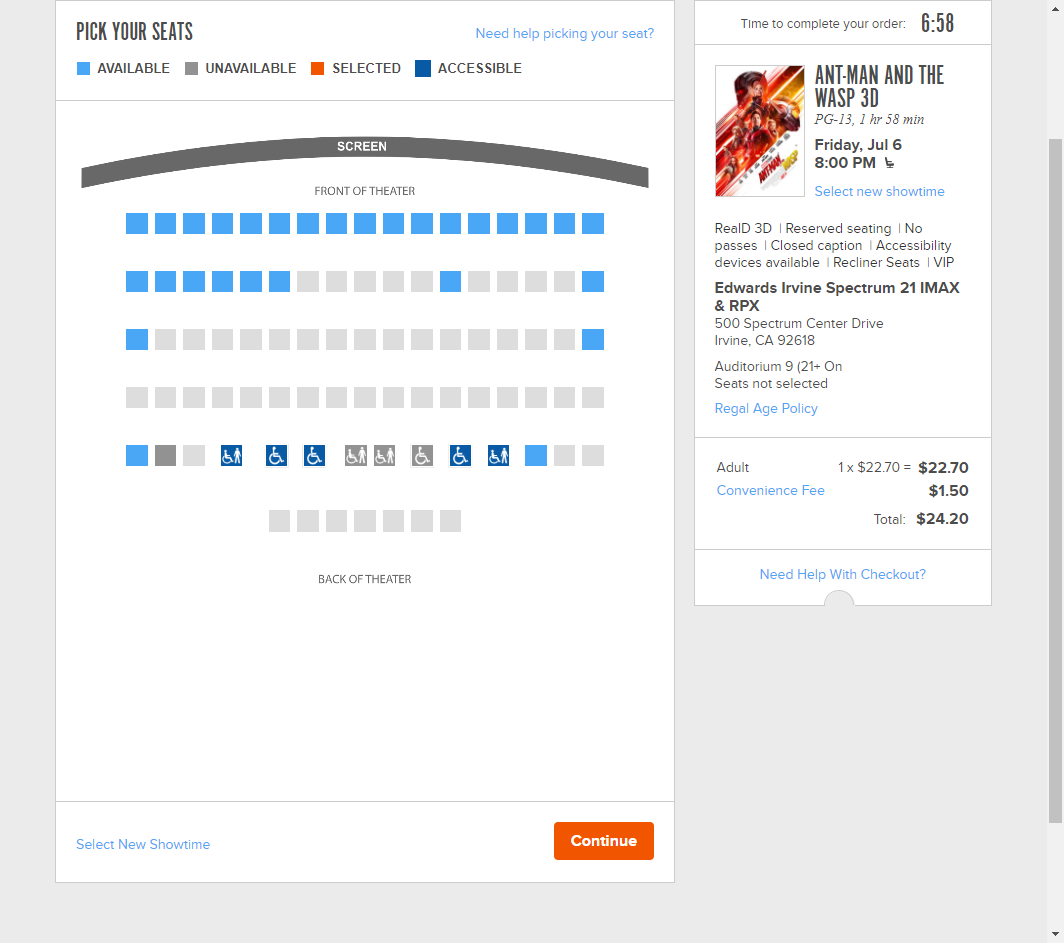 PICK YOUR SEATS
Need help picking your seat?
AVAILABLE UNAVAILABLE SELECTED ACCESSIBLE
SCREEN
FRONT OF THEATER
BACK OF THEATER
Select New Showtime
Continue
Time to complete your order: 6:58
ANT-MAN AND THE
WASP 3D
PG-13, 1 hr 58 min
Friday, Jul 6
8:00 PM
Select new showtime
RealD 3D | Reserved seating | No
passes | Closed caption | Accessibility
devices available | Recliner Seats | VIP
Edwards Irvine Spectrum 21 IMAX
& RPX
500 Spectrum Center Drive
Irvine, CA 92618
Auditorium 9 (21+ On
Seats not selected
Regal Age Policy
Adult 1 x $22.70 = $22.70
Convenience Fee $1.50
Total: $24.20
Need Help With Checkout?